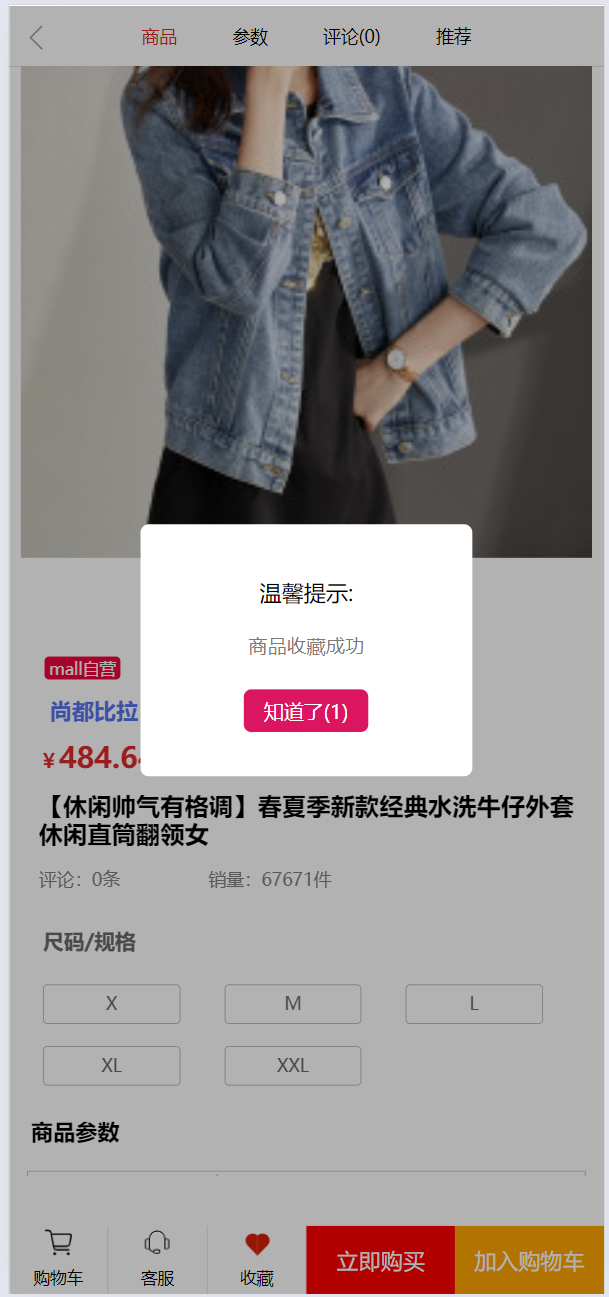 商品 参数 评论(0) 推荐
温馨提示:
商品收藏成功
知道了(1)
mall自营
尚都比拉
¥484.64
【休闲帅气有格调】春夏季新款经典水洗牛仔外套
休闲直筒翻领女
评论：0条 销量：67671件
尺码/规格
X M L
XL XXL
商品参数
购物车 客服 收藏 立即购买 加入购物车